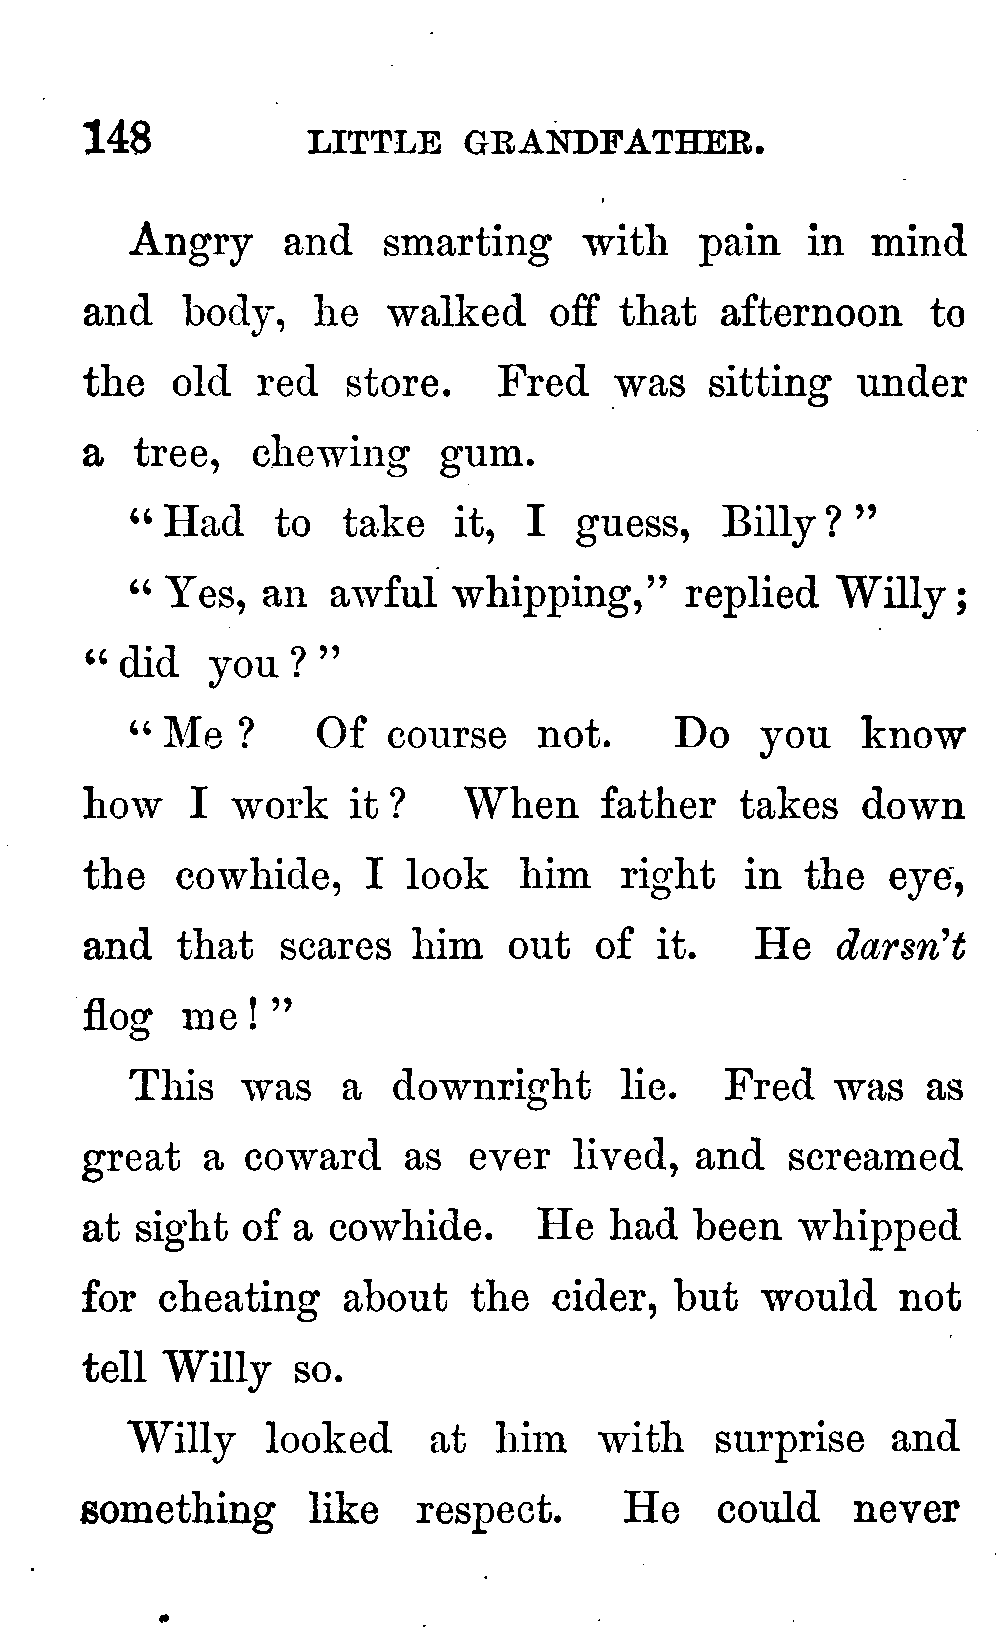 148 LITTLE GRANDFATHER.
Angry and smarting with pain in mind
and body, he walked off that afternoon to
the old red store. Fred was sitting under
a tree, chewing gum.
“Had to take it, I guess, Billy?”
“Yes, an awful whipping,” replied Willy;
“did you?”
“Me? Of course not. Do you know
how I work it? When father takes down
the cowhide, I look him right in the eye,
and that scares him out of it. He darsn't
flog me!”
This was a downright lie. Fred was as
great a coward as ever lived, and screamed
at sight of a cowhide. He had been whipped
for cheating about the cider, but would not
tell Willy so.
Willy looked at him with surprise and
something like respect. He could never